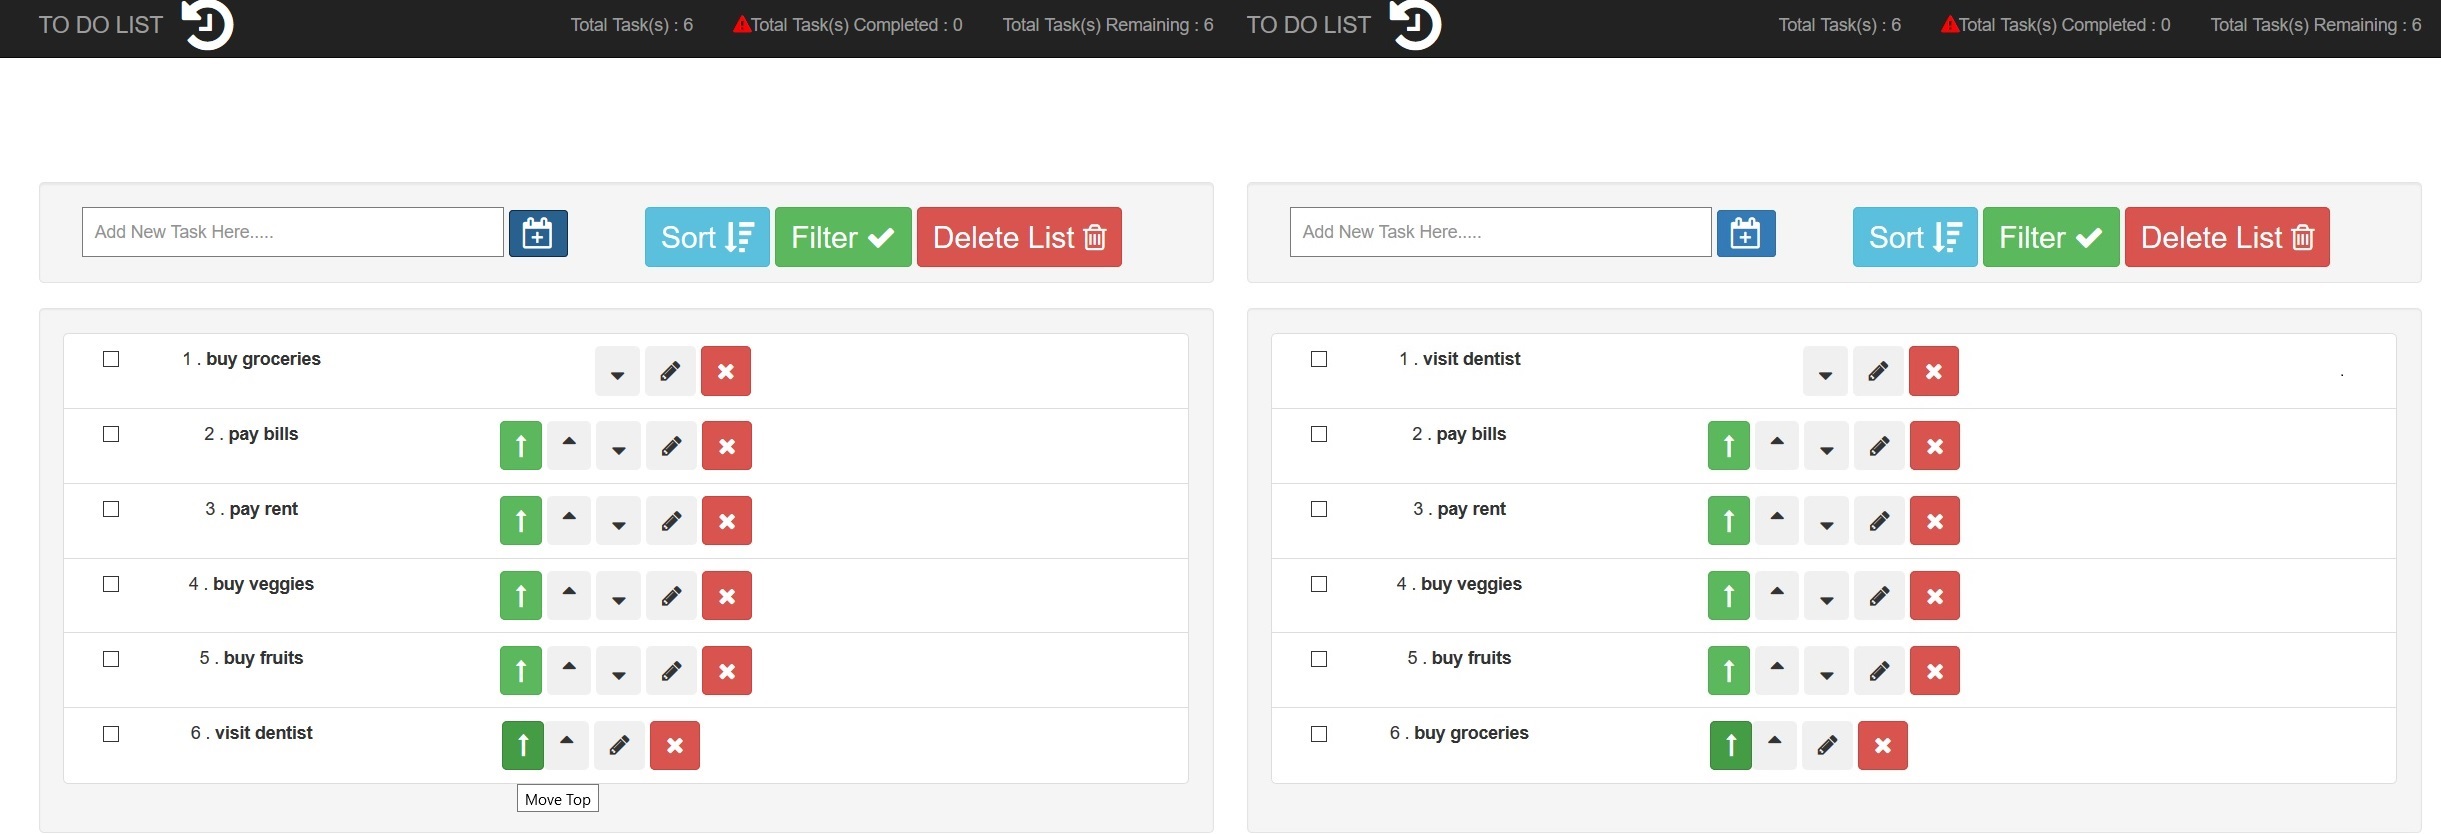 TO DO LIST Total Task(s) : 6 Total Task(s) Completed : 0 Total Task(s) Remaining : 6
Add New Task Here..... Sort Filter Delete List
1 . buy groceries
2 . pay bills
3 . pay rent
4 . buy veggies
5 . buy fruits
6 . visit dentist
Move Top
TO DO LIST Total Task(s) : 6 Total Task(s) Completed : 0 Total Task(s) Remaining : 6
Add New Task Here..... Sort Filter Delete List
1 . visit dentist
2 . pay bills
3 . pay rent
4 . buy veggies
5 . buy fruits
6 . buy groceries